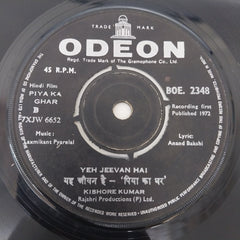 TRADE MARK
ODEON
Regd. Trade Mark of The Gramophone Co. Ltd.
45 R.P.M.
BOE. 2348
Hindi Film
PIYA KA
GHAR
7XJW 6652
Recording first
Published 1972
Music:
Laxmikant Pyarelal
Lyric:
Anand Bakshi
YEH JEEVAN HAI
यह जीवन है - 'पिया का घर'
KISHORE KUMAR
Rajshri Productions (P) Ltd.